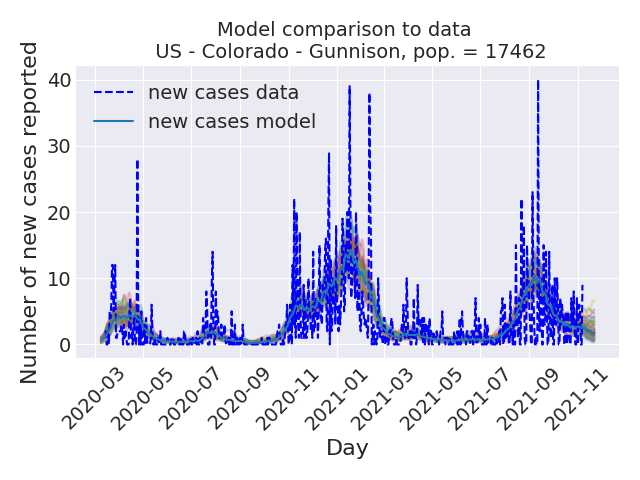 Model comparison to data
US - Colorado - Gunnison, pop. = 17462
Number of new cases reported
40
30
20
10
0
new cases data
new cases model
2020-03
2020-05
2020-07
2020-09
2020-11
2021-01
2021-03
2021-05
2021-07
2021-09
2021-11
Day